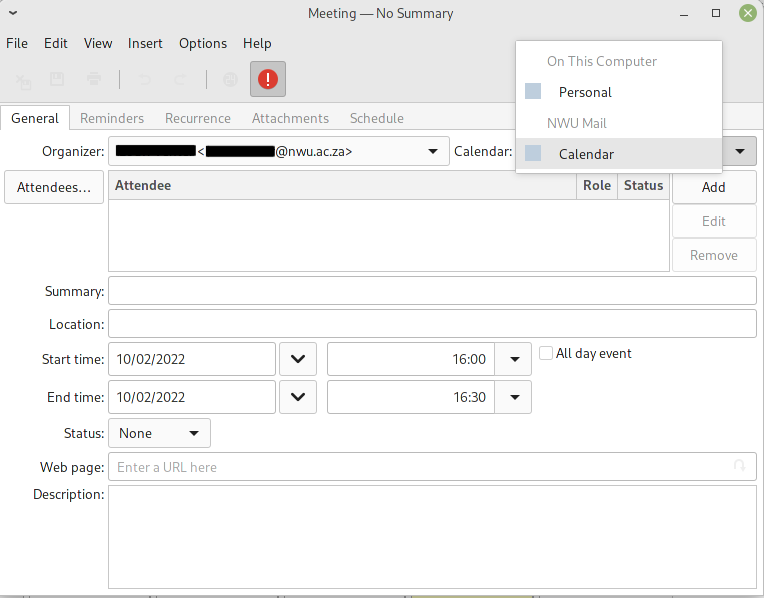 Meeting — No Summary
File Edit View Insert Options Help
On This Computer
Personal
NWU Mail
Calendar
General Reminders Recurrence Attachments Schedule
Organizer: < @nwu.ac.za> Calendar:
Attendees... Attendee Role Status Add
Edit
Remove
Summary:
Location:
Start time: 10/02/2022 16:00 All day event
End time: 10/02/2022 16:30
Status: None
Web page: Enter a URL here
Description: